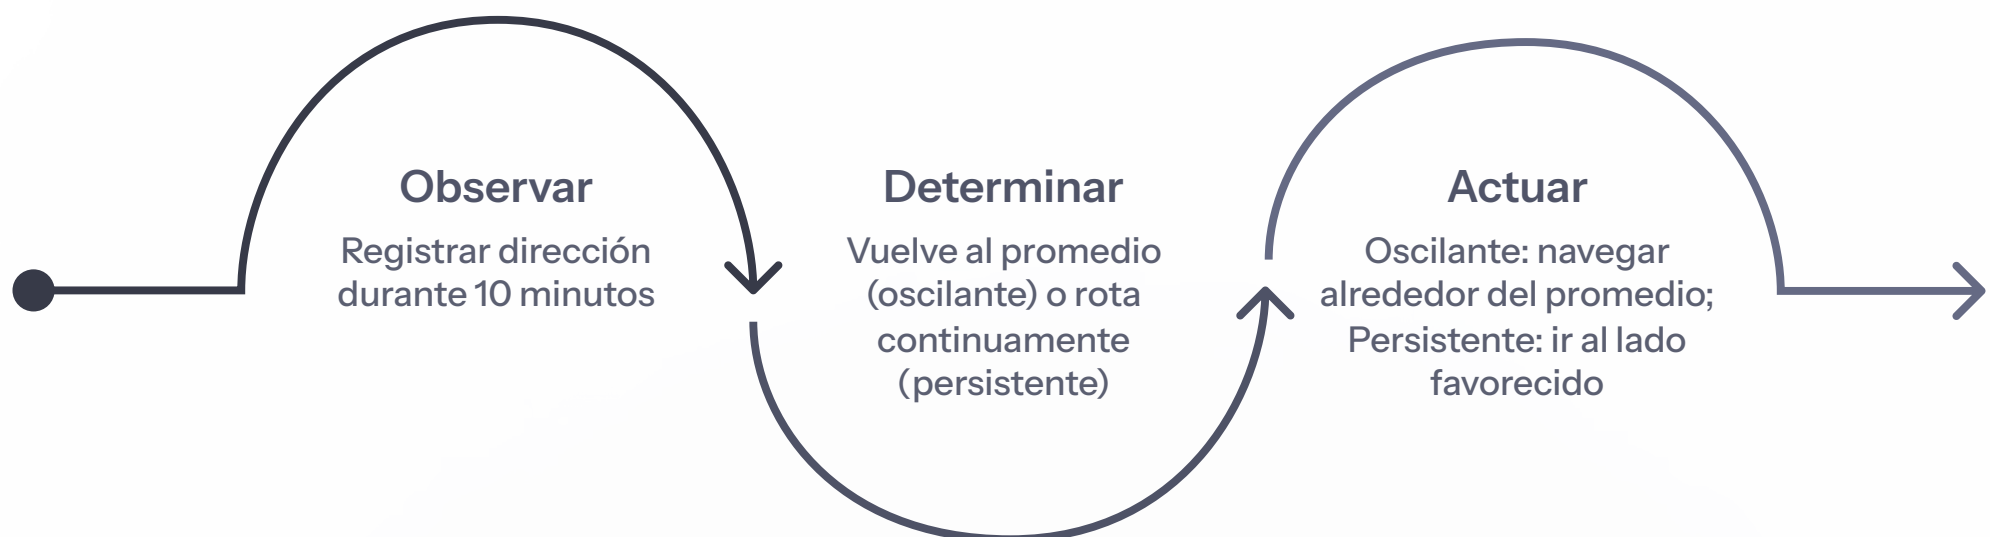 Observar
Registrar dirección
durante 10 minutos
Determinar
Vuelve al promedio
(oscilante) o rota
continuamente
(persistente)
Actuar
Oscilante: navegar
alrededor del promedio;
Persistente: ir al lado
favorecido